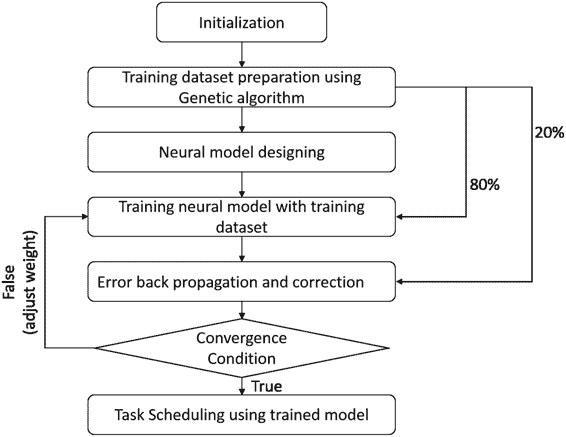 Initialization
Training dataset preparation using
Genetic algorithm
20%
Neural model designing
80%
Training neural model with training
dataset
False
(adjust weight)
Error back propagation and correction
Convergence
Condition
True
Task Scheduling using trained model